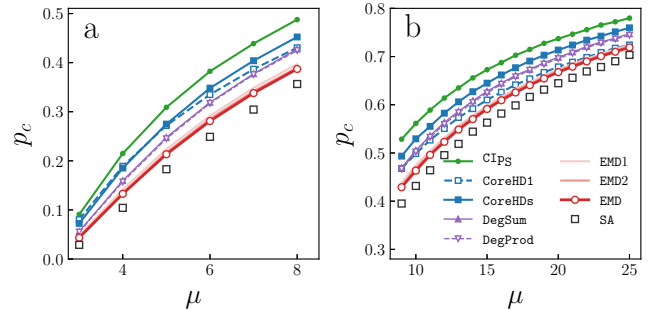 a
p_c
0.5
0.4
0.3
0.2
0.1
0.0
4
6
8
μ
b
p_c
0.8
0.7
0.6
0.5
0.4
0.3
10
15
20
25
μ
CIps
CoreHD1
CoreHDs
DegSum
DegProd
EMD1
EMD2
EMD
SA